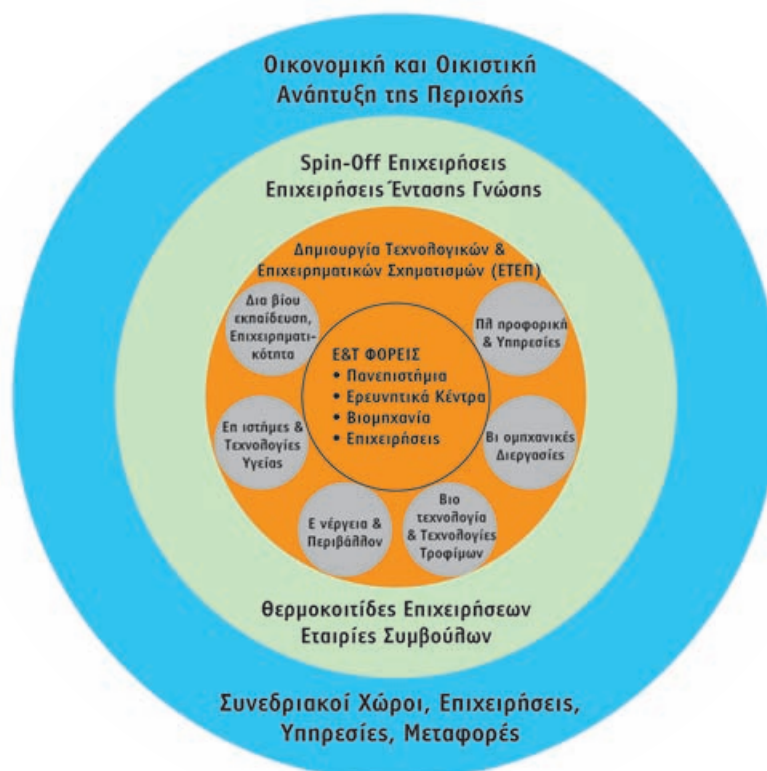 Οικονομική και Οικιστική
Ανάπτυξη της Περιοχής
Spin-Off Επιχειρήσεις
Επιχειρήσεις Έντασης Γνώσης
Δημιουργία Τεχνολογικών &
Επιχειρηματικών Σχηματισμών (ΕΤΕΠ)
Δια βίου
εκπαίδευση,
Επιχειρηματι-
κότητα
Πλ προφορική
& Υπηρεσίες
Ε&Τ ΦΟΡΕΙΣ
• Πανεπιστήμια
• Ερευνητικά Κέντρα
• Βιομηχανία
• Επιχειρήσεις
Επ ιστήμες &
Τεχνολογίες
Υγείας
Βι ομηχανικές
Διεργασίες
Ε νέργεια &
Περιβάλλον
Βιο
τεχνολογία
& Τεχνολογίες
Τροφίμων
Θερμοκοιτίδες Επιχειρήσεων
Εταιρίες Συμβούλων
Συνεδριακοί Χώροι, Επιχειρήσεις,
Υπηρεσίες, Μεταφορές